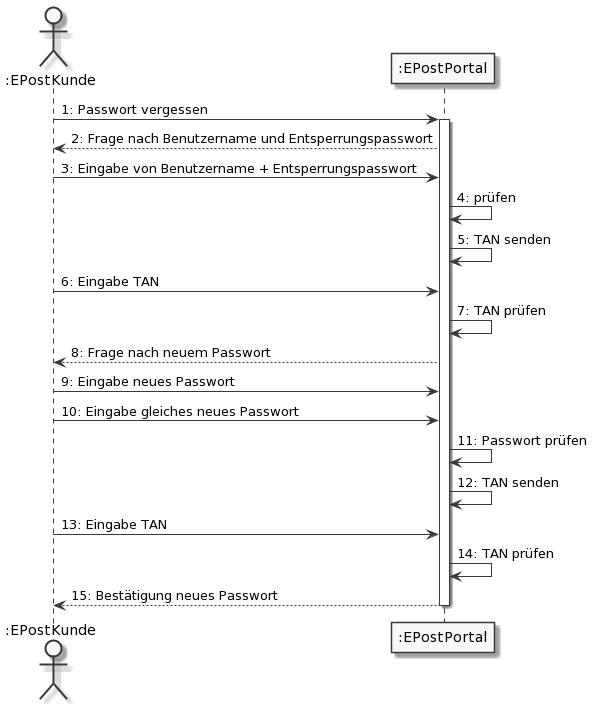 :EPostKunde
:EPostPortal
1: Passwort vergessen
2: Frage nach Benutzername und Entsperrungspasswort
3: Eingabe von Benutzername + Entsperrungspasswort
4: prüfen
5: TAN senden
6: Eingabe TAN
7: TAN prüfen
8: Frage nach neuem Passwort
9: Eingabe neues Passwort
10: Eingabe gleiches neues Passwort
11: Passwort prüfen
12: TAN senden
13: Eingabe TAN
14: TAN prüfen
15: Bestätigung neues Passwort
:EPostKunde
:EPostPortal